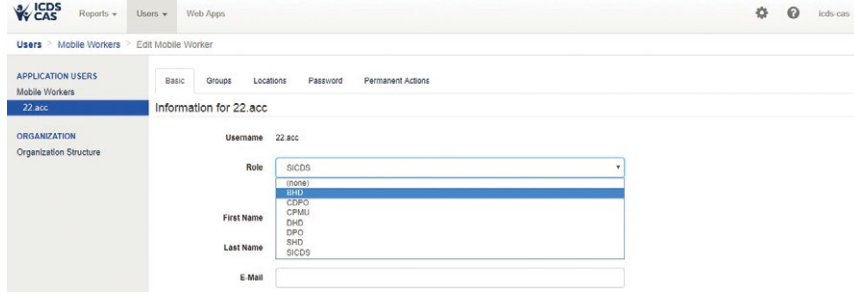 ICDS
CAS
Reports
Users
Web Apps
icds-cas
Users > Mobile Workers > Edit Mobile Worker
APPLICATION USERS
Mobile Workers
22.acc
ORGANIZATION
Organization Structure
Basic
Groups
Locations
Password
Permanent Actions
Information for 22.acc
Username 22.acc
Role SICDS
(none)
BHD
CDPO
CPMU
DHD
DPO
SHD
SICDS
First Name
Last Name
E-Mail